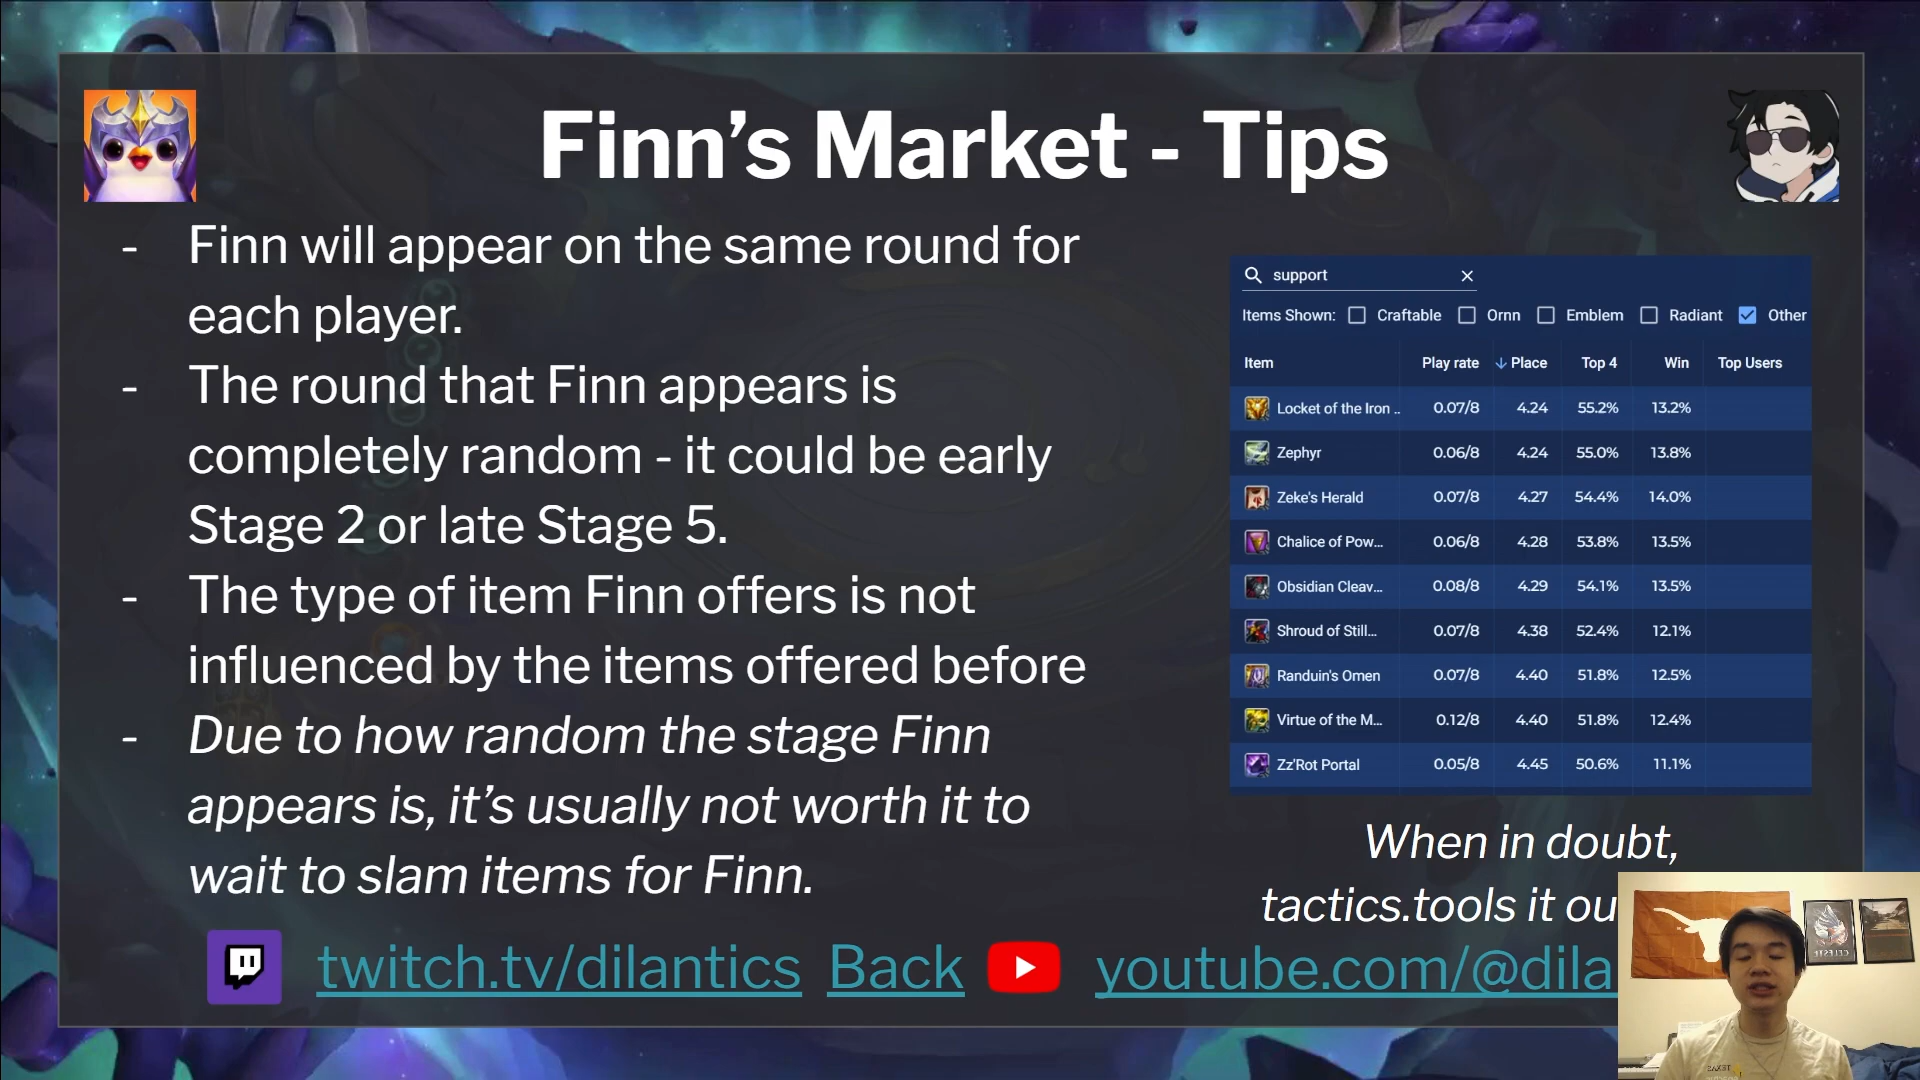 Finn's Market - Tips
- Finn will appear on the same round for
each player.
- The round that Finn appears is
completely random - it could be early
Stage 2 or late Stage 5.
- The type of item Finn offers is not
influenced by the items offered before
- Due to how random the stage Finn
appears is, it's usually not worth it to
wait to slam items for Finn.
support
Items Shown: Craftable Ornn Emblem Radiant Other
Item Play rate Place Top 4 Win Top Users
Locket of the Iron .. 0.07/8 4.24 55.2% 13.2%
Zephyr 0.06/8 4.24 55.0% 13.8%
Zeke's Herald 0.07/8 4.27 54.4% 14.0%
Chalice of Pow... 0.06/8 4.28 53.8% 13.5%
Obsidian Cleav... 0.08/8 4.29 54.1% 13.5%
Shroud of Still... 0.07/8 4.38 52.4% 12.1%
Randuin's Omen 0.07/8 4.40 51.8% 12.5%
Virtue of the M... 0.12/8 4.40 51.8% 12.4%
Zz'Rot Portal 0.05/8 4.45 50.6% 11.1%
When in doubt,
tactics.tools it ou
twitch.tv/dilantics Back youtube.com/@dila
CELESTE
TEXAS